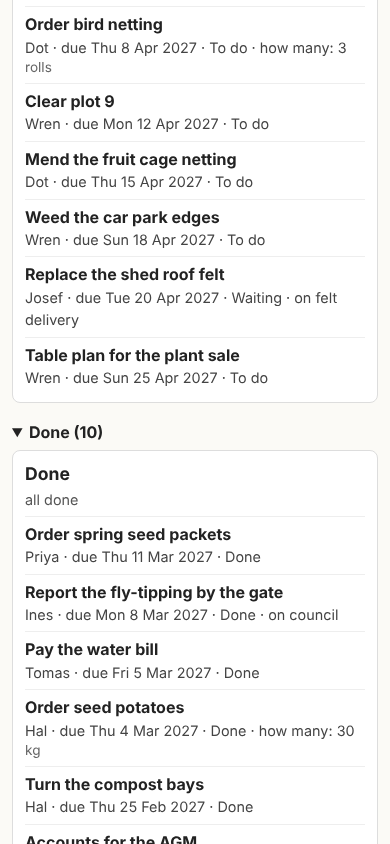 Order bird netting
Dot · due Thu 8 Apr 2027 · To do · how many: 3
rolls
Clear plot 9
Wren · due Mon 12 Apr 2027 · To do
Mend the fruit cage netting
Dot · due Thu 15 Apr 2027 · To do
Weed the car park edges
Wren · due Sun 18 Apr 2027 · To do
Replace the shed roof felt
Josef · due Tue 20 Apr 2027 · Waiting · on felt
delivery
Table plan for the plant sale
Wren · due Sun 25 Apr 2027 · To do
▼ Done (10)
Done
all done
Order spring seed packets
Priya · due Thu 11 Mar 2027 · Done
Report the fly-tipping by the gate
Ines · due Mon 8 Mar 2027 · Done · on council
Pay the water bill
Tomas · due Fri 5 Mar 2027 · Done
Order seed potatoes
Hal · due Thu 4 Mar 2027 · Done · how many: 30
kg
Turn the compost bays
Hal · due Thu 25 Feb 2027 · Done
Accounts for the AGM